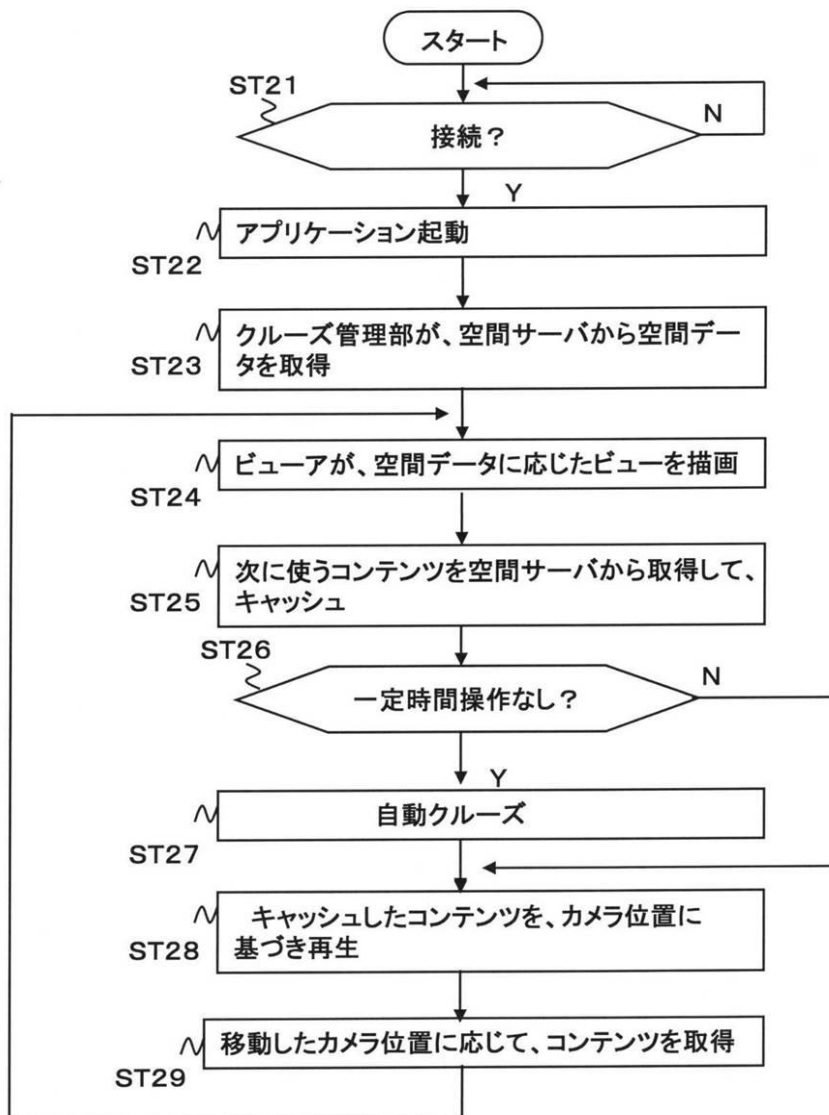 スタート
ST21
接続？
N
Y
アプリケーション起動
ST22
クルーズ管理部が、空間サーバから空間デー
タを取得
ST23
ビューアが、空間データに応じたビューを描画
ST24
次に使うコンテンツを空間サーバから取得して、
キャッシュ
ST25
ST26
一定時間操作なし？
N
Y
自動クルーズ
ST27
キャッシュしたコンテンツを、カメラ位置に
基づき再生
ST28
移動したカメラ位置に応じて、コンテンツを取得
ST29